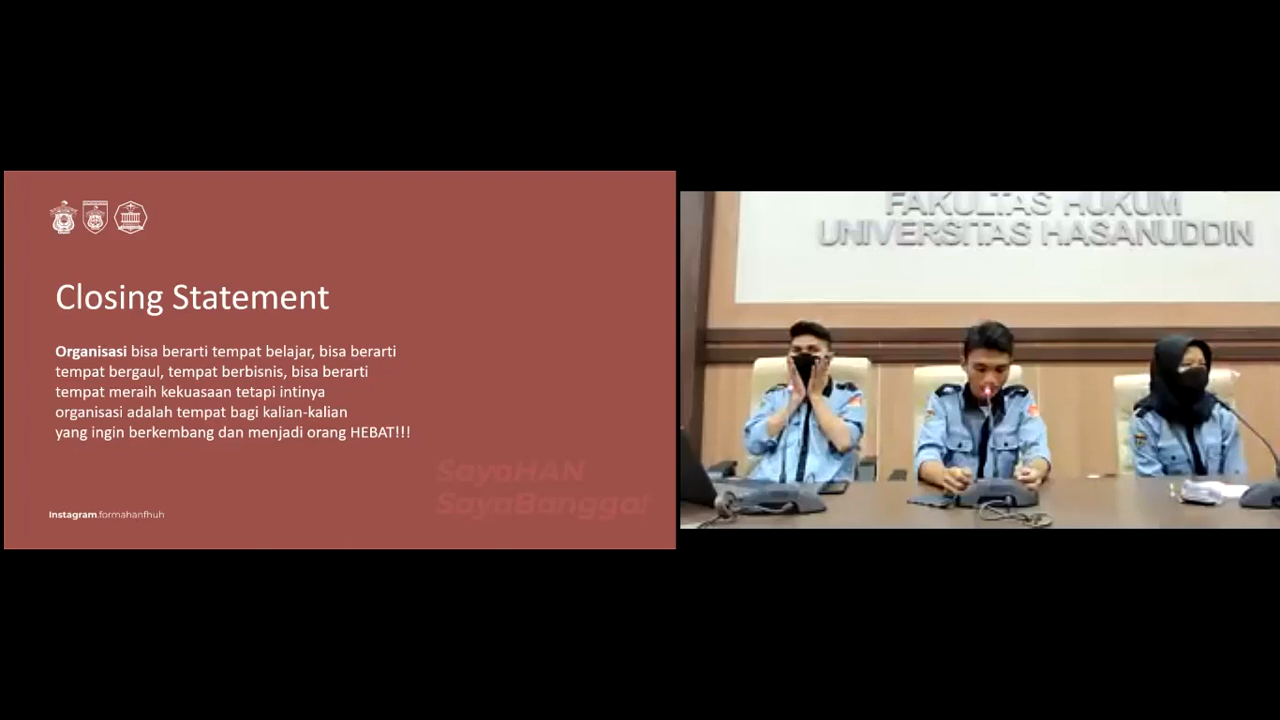 Closing Statement
Organisasi bisa berarti tempat belajar, bisa berarti
tempat bergaul, tempat berbisnis, bisa berarti
tempat meraih kekuasaan tetapi intinya
organisasi adalah tempat bagi kalian-kalian
yang ingin berkembang dan menjadi orang HEBAT!!!
SayaHAN
SayaBangga!
Instagram.formahanfhuh
FAKULTAS HUKUM
UNIVERSITAS HASANUDDIN